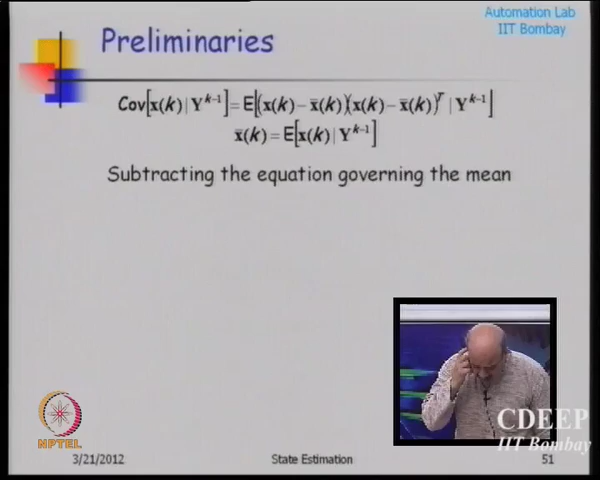 Automation Lab
IIT Bombay
Preliminaries
Cov[x(k) | Y^{k-1}] = E[(x(k) - x̄(k))(x(k) - x̄(k))^T | Y^{k-1}]
x̄(k) = E[x(k) | Y^{k-1}]
Subtracting the equation governing the mean
CDEEP
IIT Bombay
NPTEL
3/21/2012
State Estimation
51